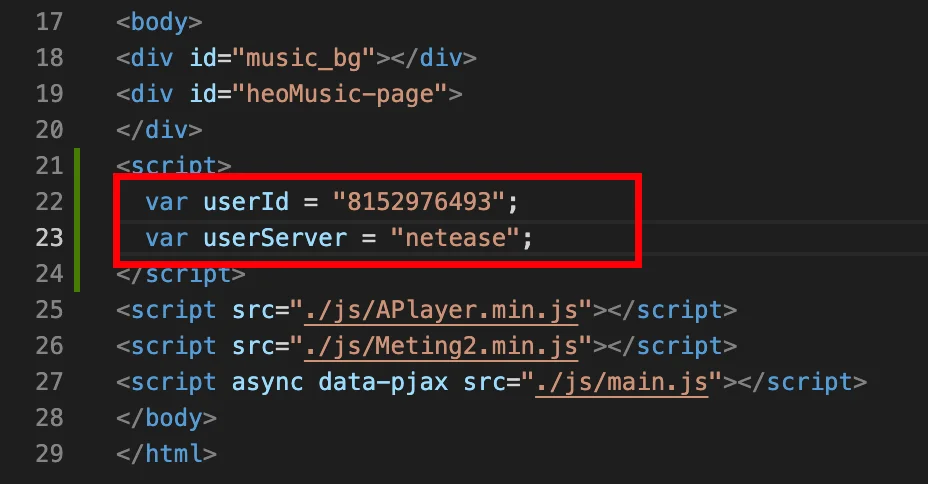 17 <body>
18 <div id="music_bg"></div>
19 <div id="heoMusic-page">
20 </div>
21 <script>
22 var userId = "8152976493";
23 var userServer = "netease";
24 </script>
25 <script src="./js/APlayer.min.js"></script>
26 <script src="./js/Meting2.min.js"></script>
27 <script async data-pjax src="./js/main.js"></script>
28 </body>
29 </html>